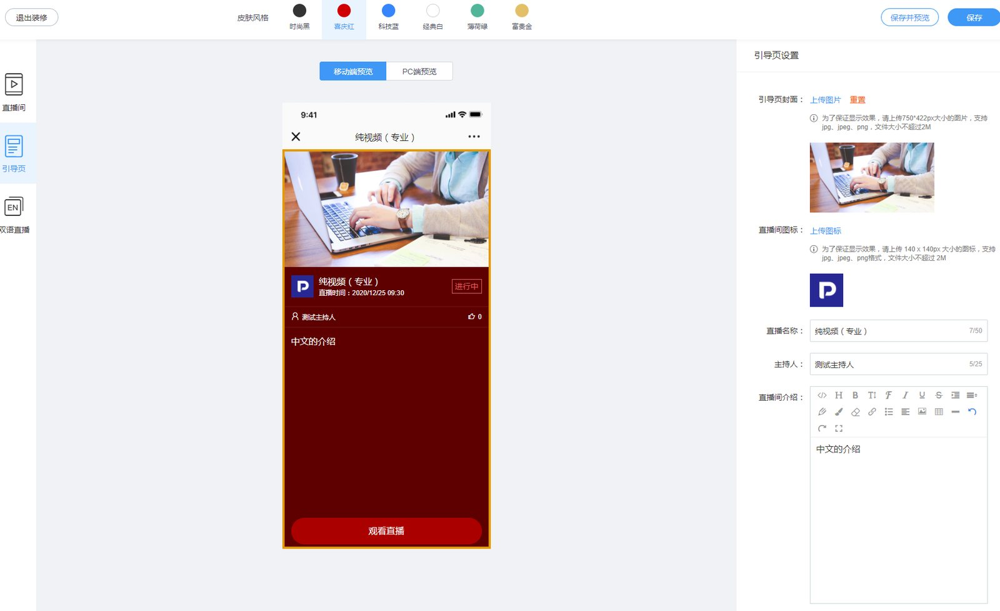 退出装修
皮肤风格
时尚黑
喜庆红
科技蓝
经典白
薄荷绿
富贵金
保存并预览
保存
直播间
引导页
EN
双语直播
移动端预览
PC端预览
9:41
纯视频（专业）
纯视频（专业）
直播时间：2020/12/25 09:30
进行中
测试主持人
0
中文的介绍
观看直播
引导页设置
引导页封面：
上传图片
重置
为了保证显示效果，请上传750*422px大小的图片，支持
jpg、jpeg、png，文件大小不超过2M
直播间图标：
上传图标
为了保证显示效果，请上传 140 x 140px 大小的图标，支持
jpg、jpeg、png格式，文件大小不超过 2M
直播名称：
纯视频（专业）
7/50
主持人：
测试主持人
5/25
直播间介绍：
中文的介绍